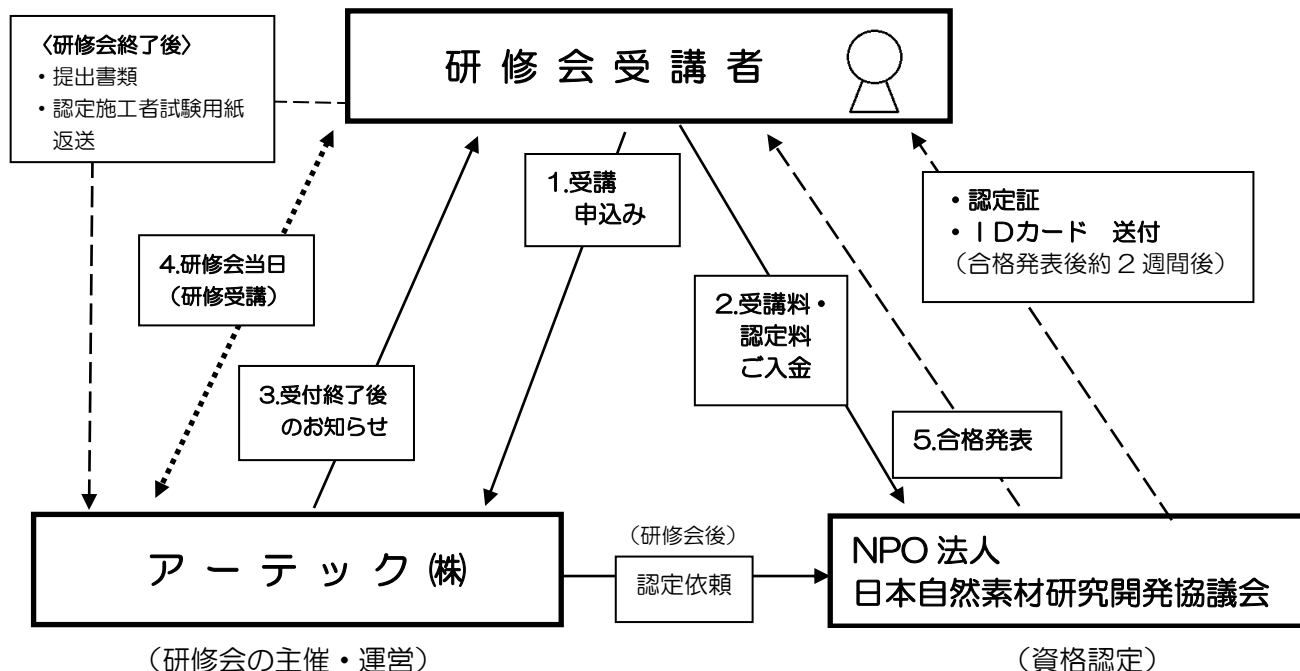 〈研修会終了後〉
・提出書類
・認定施工者試験用紙
返送
研修会受講者
1.受講
申込み
・認定証
・IDカード 送付
（合格発表後約2週間後）
4.研修会当日
（研修受講）
2.受講料・
認定料
ご入金
3.受付終了後
のお知らせ
5.合格発表
アーテック㈱
（研修会後）
認定依頼
NPO法人
日本自然素材研究開発協議会
（研修会の主催・運営）
（資格認定）